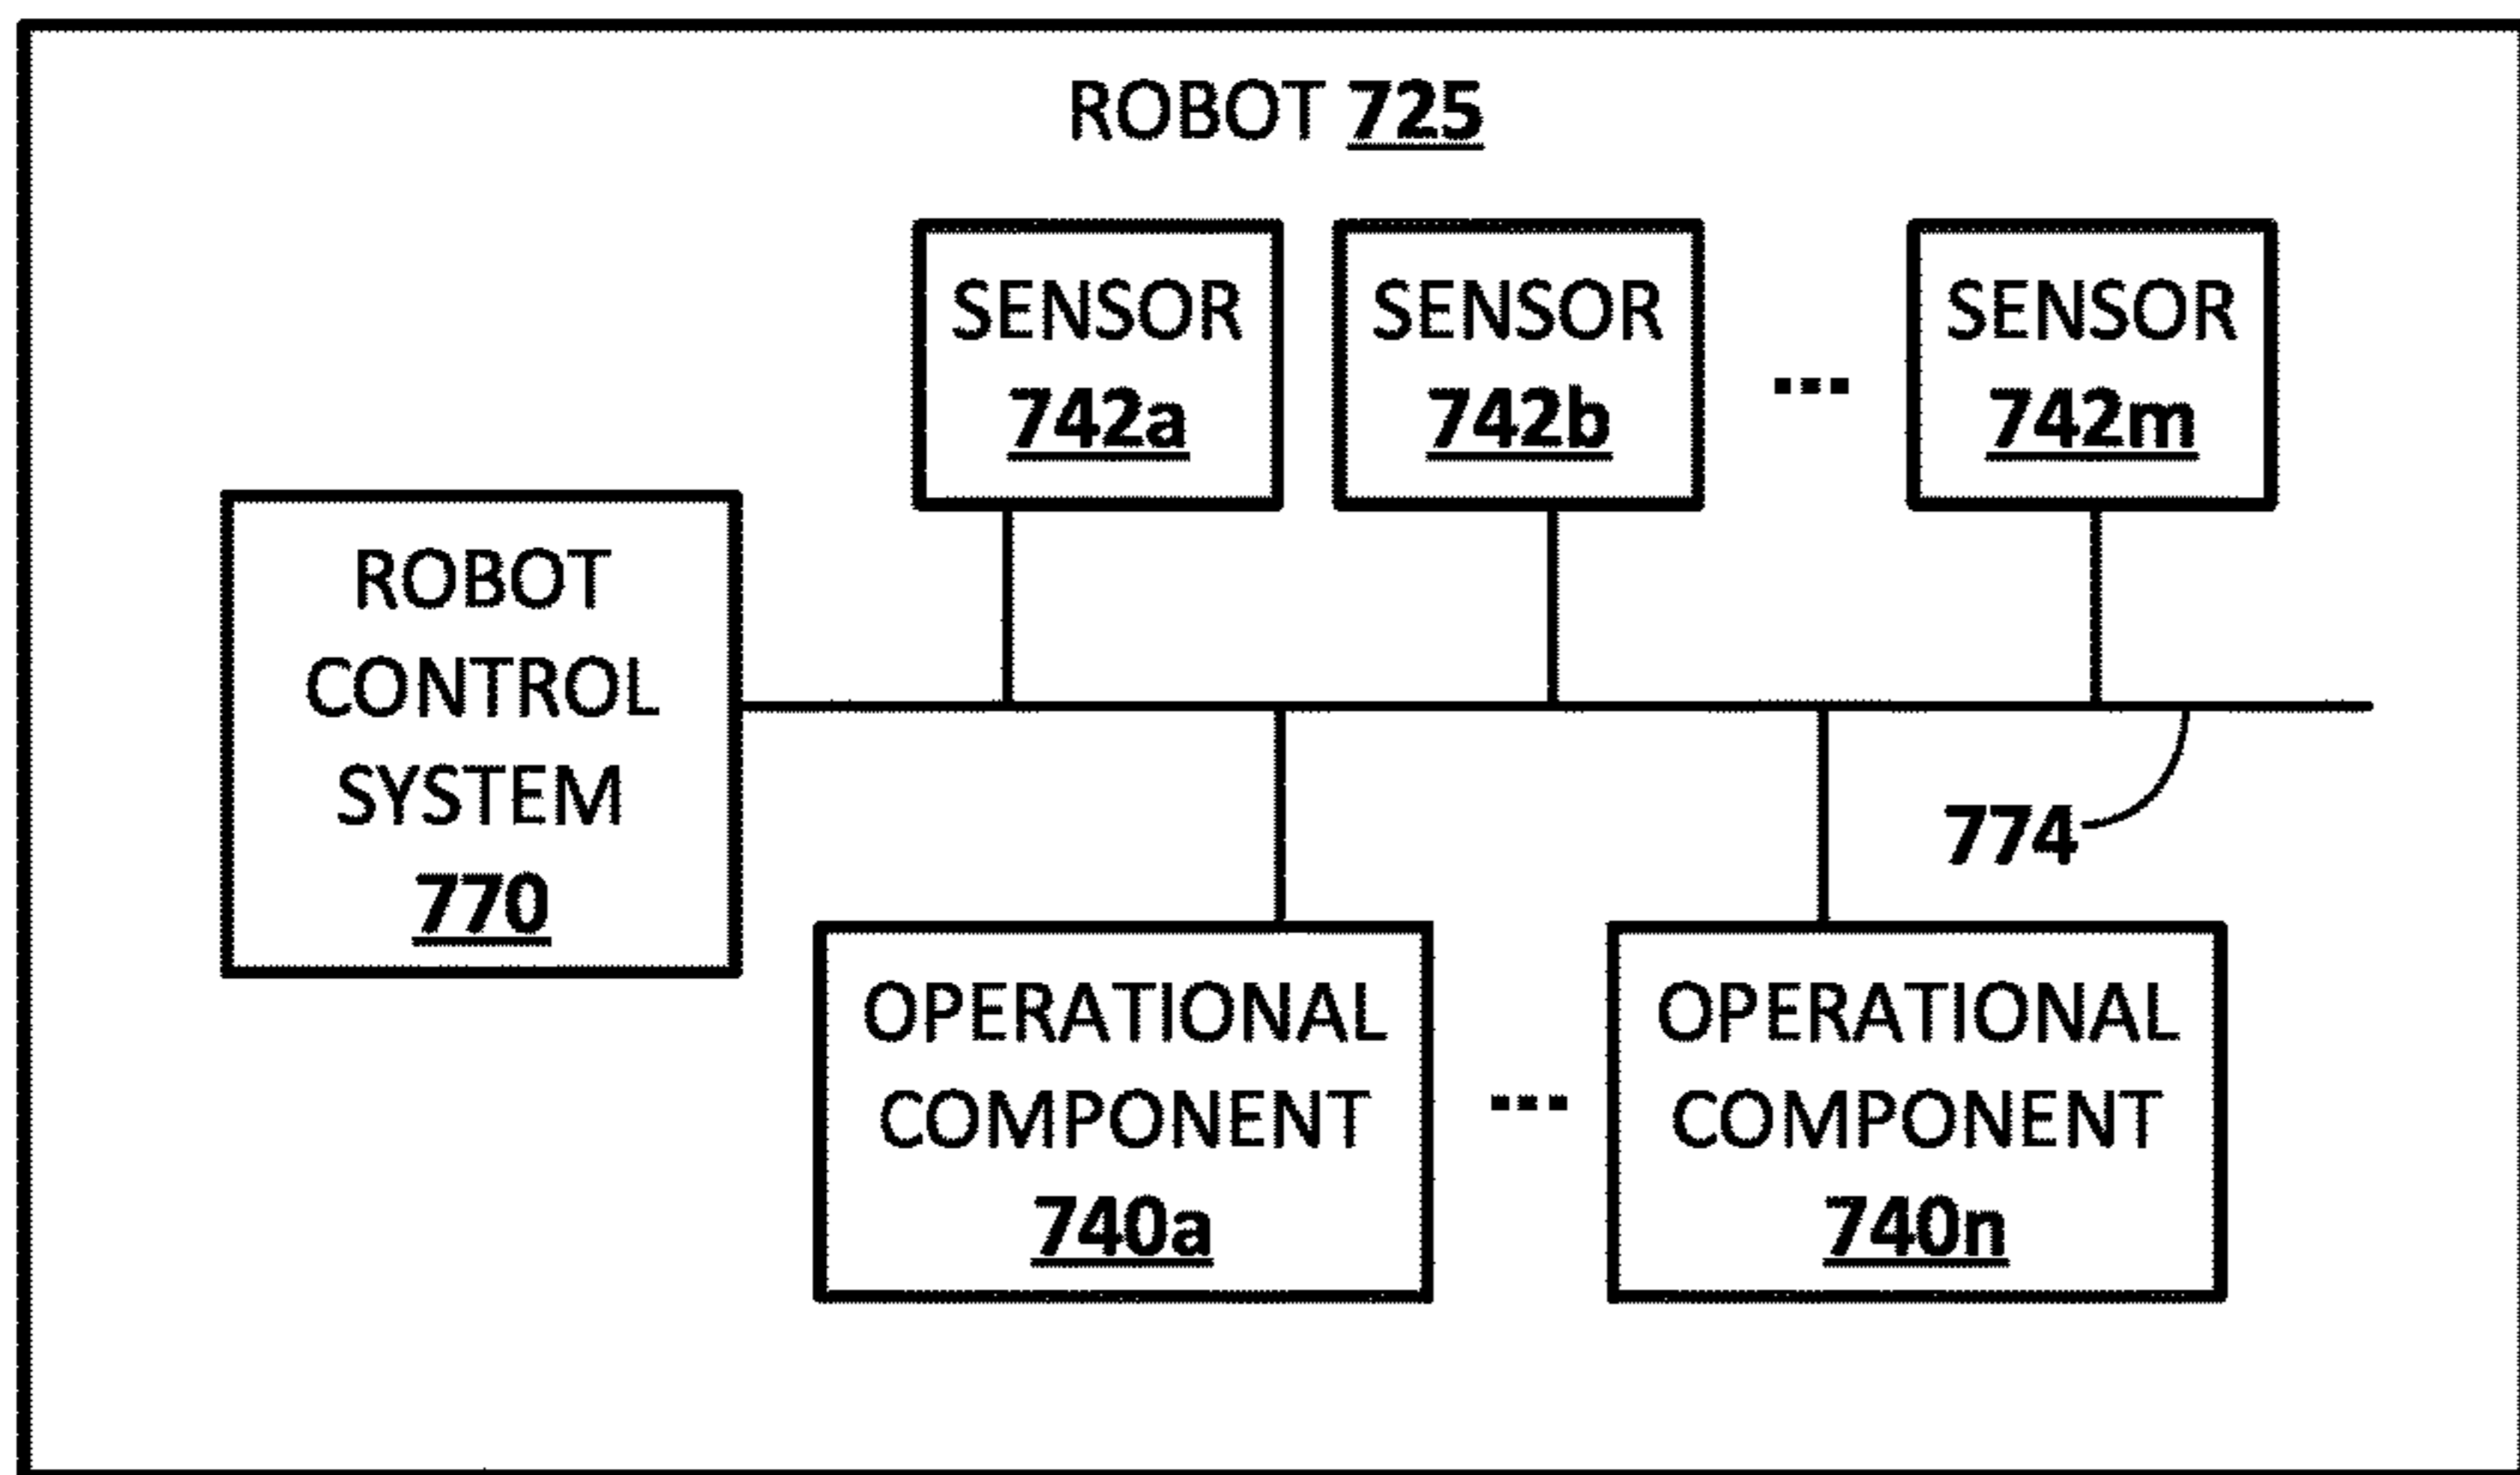 ROBOT 725
SENSOR
742a
SENSOR
742b
...
SENSOR
742m
ROBOT
CONTROL
SYSTEM
770
774
OPERATIONAL
COMPONENT
740a
...
OPERATIONAL
COMPONENT
740n